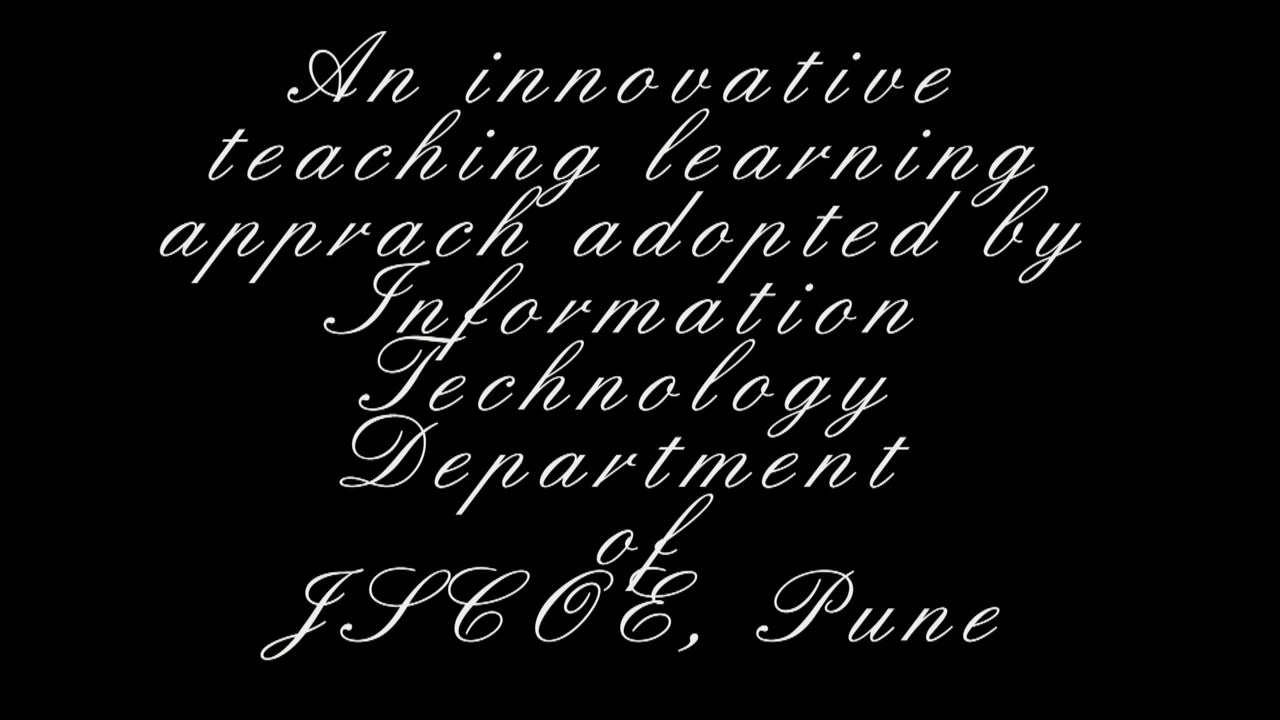 An innovative
teaching learning
apprach adopted by
Information
Technology
Department
of
JSCOE, Pune